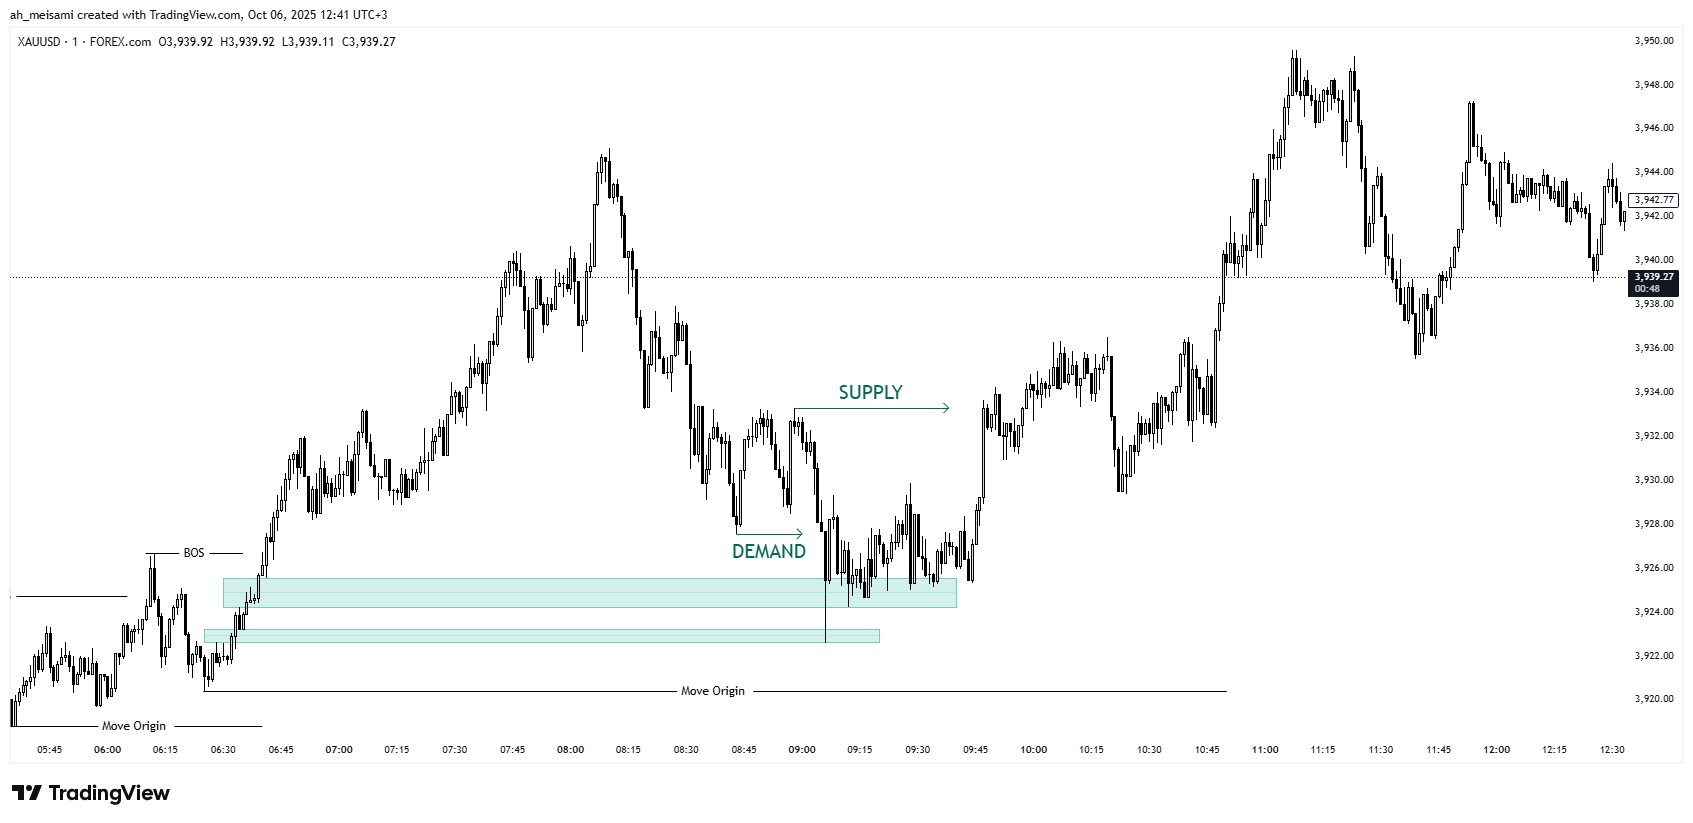 ah_meisami created with TradingView.com, Oct 06, 2025 12:41 UTC+3
XAUUSD · 1 · FOREX.com O3,939.92 H3,939.92 L3,939.11 C3,939.27
3,950.00
3,948.00
3,946.00
3,944.00
3,942.77
3,942.00
3,940.00
3,939.27
00:48
3,938.00
3,936.00
3,934.00
3,932.00
3,930.00
3,928.00
3,926.00
3,924.00
3,922.00
3,920.00
SUPPLY
DEMAND
BOS
Move Origin
Move Origin
05:45 06:00 06:15 06:30 06:45 07:00 07:15 07:30 07:45 08:00 08:15 08:30 08:45 09:00 09:15 09:30 09:45 10:00 10:15 10:30 10:45 11:00 11:15 11:30 11:45 12:00 12:15 12:30
TradingView